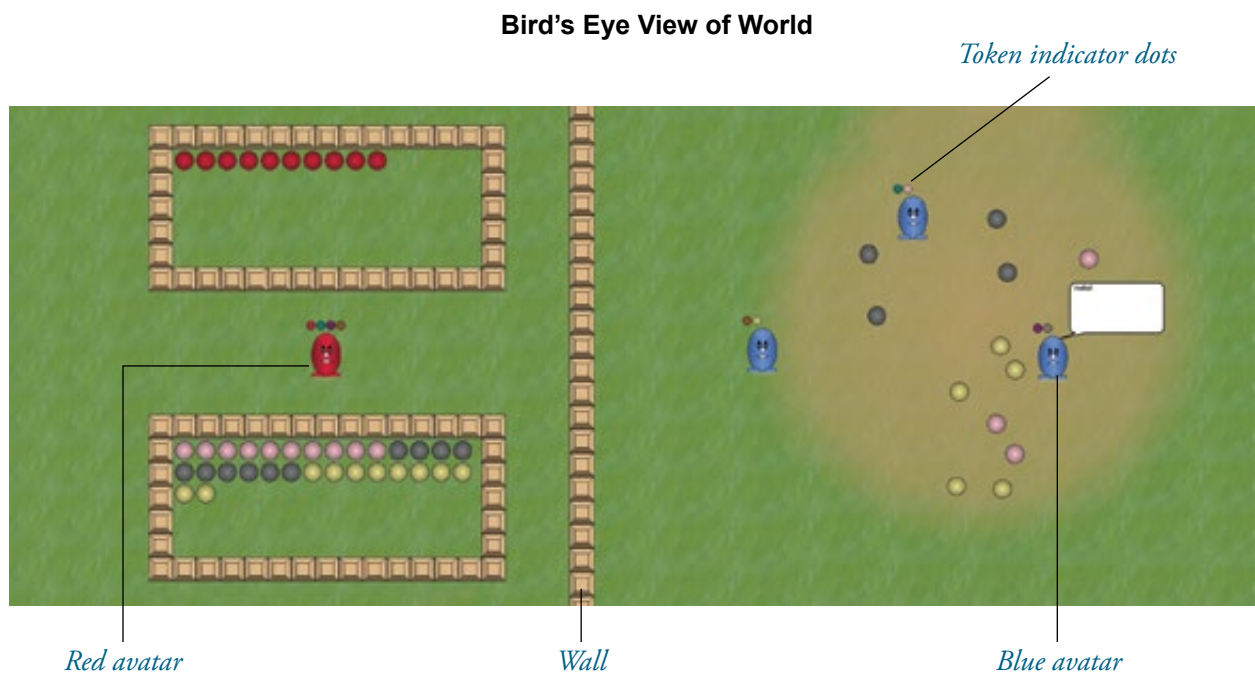 Bird’s Eye View of World
Token indicator dots
Red avatar
Wall
Blue avatar